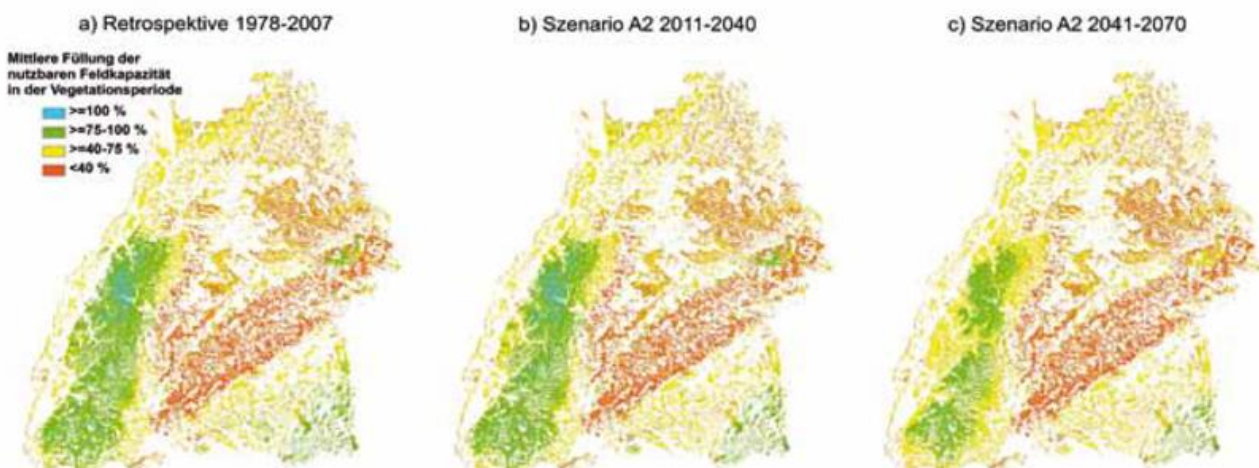 a) Retrospektive 1978-2007
b) Szenario A2 2011-2040
c) Szenario A2 2041-2070
Mittlere Füllung der
nutzbaren Feldkapazität
in der Vegetationsperiode
>=100 %
>=75-100 %
>=40-75 %
<40 %